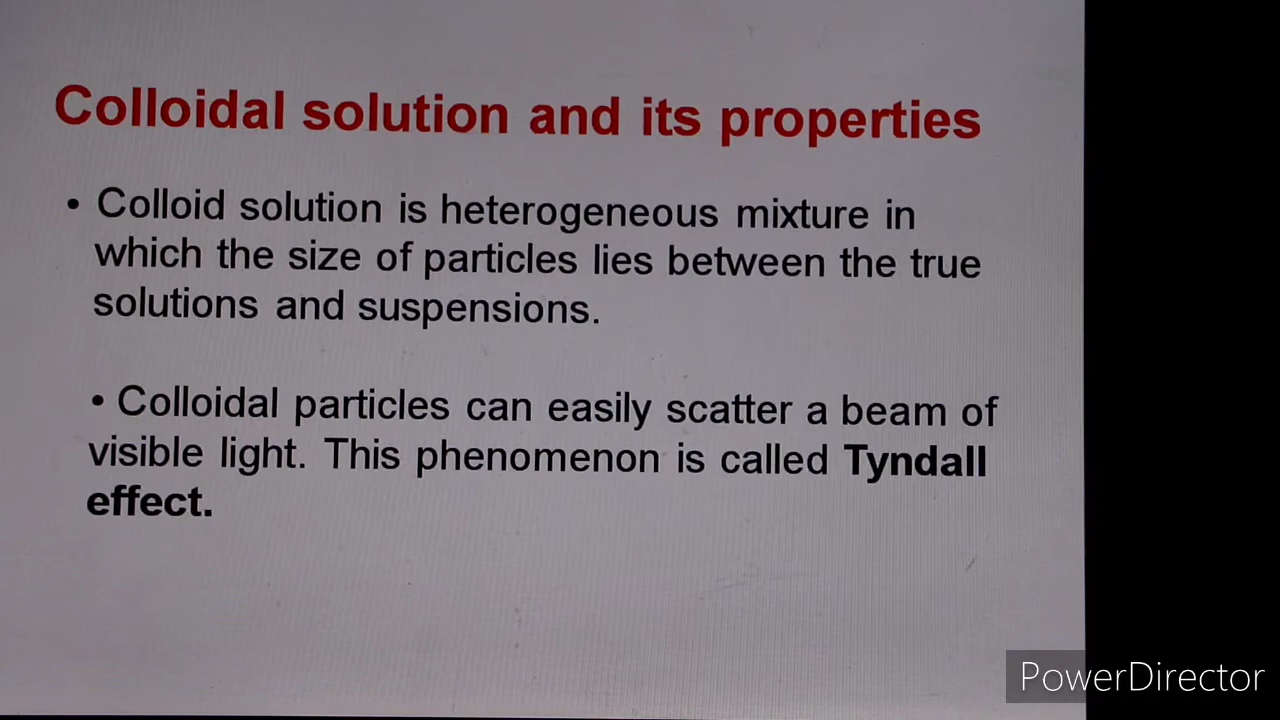 Colloidal solution and its properties
• Colloid solution is heterogeneous mixture in
which the size of particles lies between the true
solutions and suspensions.
• Colloidal particles can easily scatter a beam of
visible light. This phenomenon is called Tyndall
effect.
PowerDirector